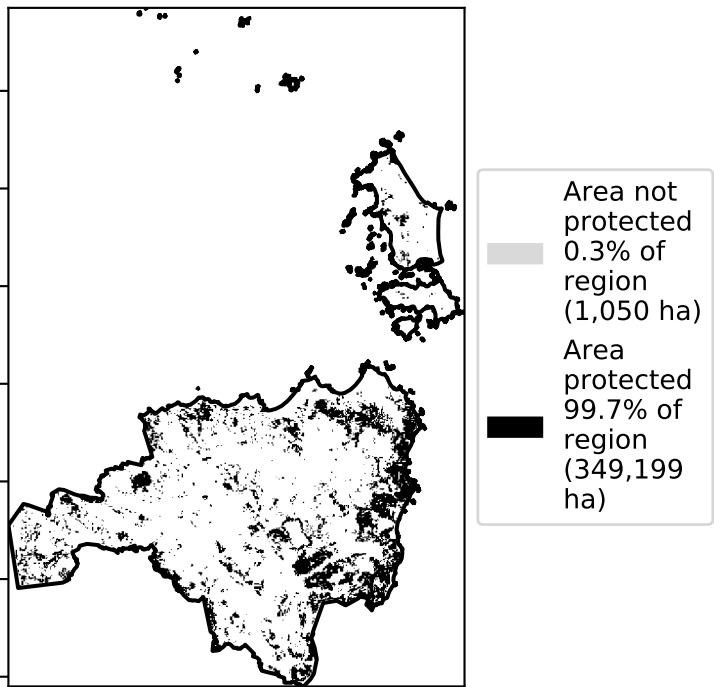 Area not
protected
0.3% of
region
(1,050 ha)
Area
protected
99.7% of
region
(349,199
ha)